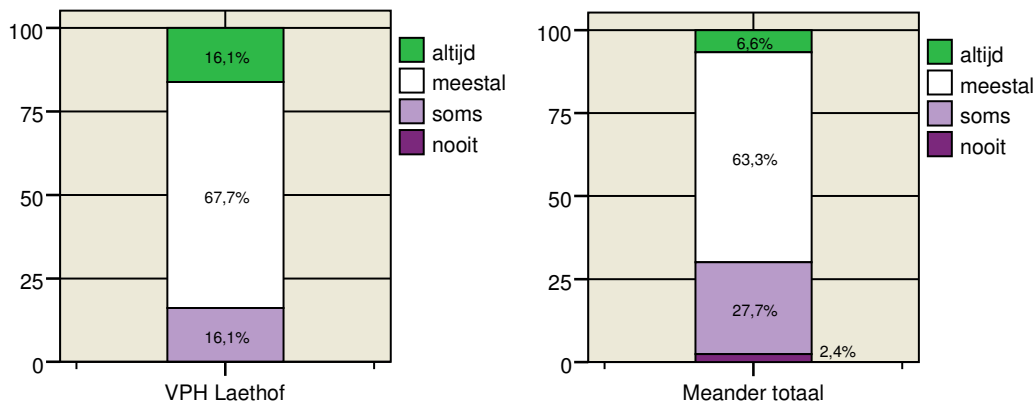 100
75
50
25
0
16,1%
67,7%
16,1%
VPH Laethof
altijd
meestal
soms
nooit
100
75
50
25
0
6,6%
63,3%
27,7%
2,4%
Meander totaal
altijd
meestal
soms
nooit